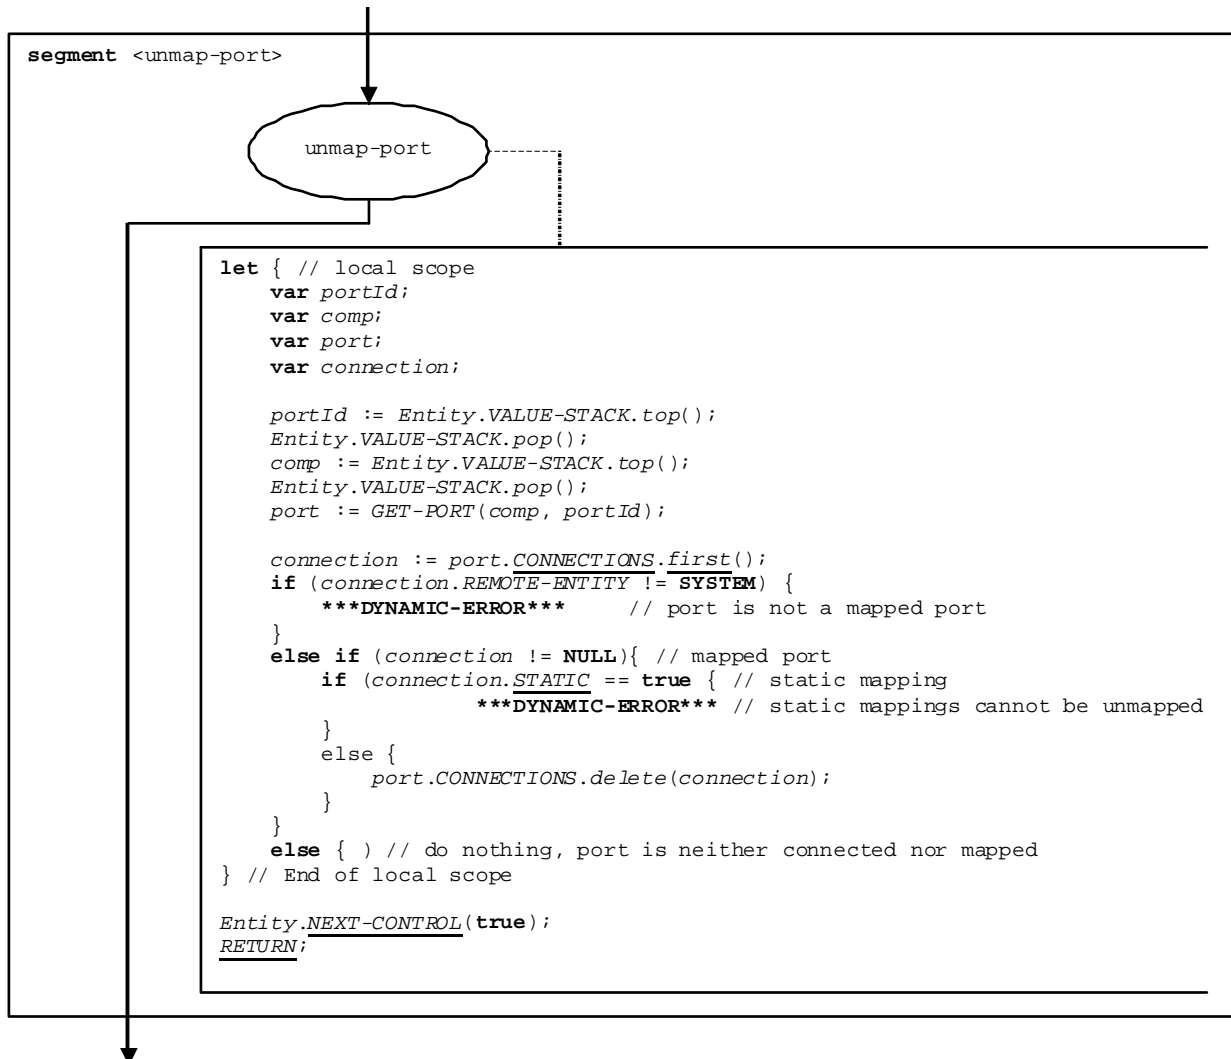 segment <unmap-port>
unmap-port
let { // local scope
var portId;
var comp;
var port;
var connection;
portId := Entity.VALUE-STACK.top();
Entity.VALUE-STACK.pop();
comp := Entity.VALUE-STACK.top();
Entity.VALUE-STACK.pop();
port := GET-PORT(comp, portId);
connection := port.CONNECTIONS.first();
if (connection.REMOTE-ENTITY != SYSTEM) {
***DYNAMIC-ERROR*** // port is not a mapped port
}
else if (connection != NULL){ // mapped port
if (connection.STATIC == true { // static mapping
***DYNAMIC-ERROR*** // static mappings cannot be unmapped
}
else {
port.CONNECTIONS.delete(connection);
}
}
else { ) // do nothing, port is neither connected nor mapped
} // End of local scope
Entity.NEXT-CONTROL(true);
RETURN;